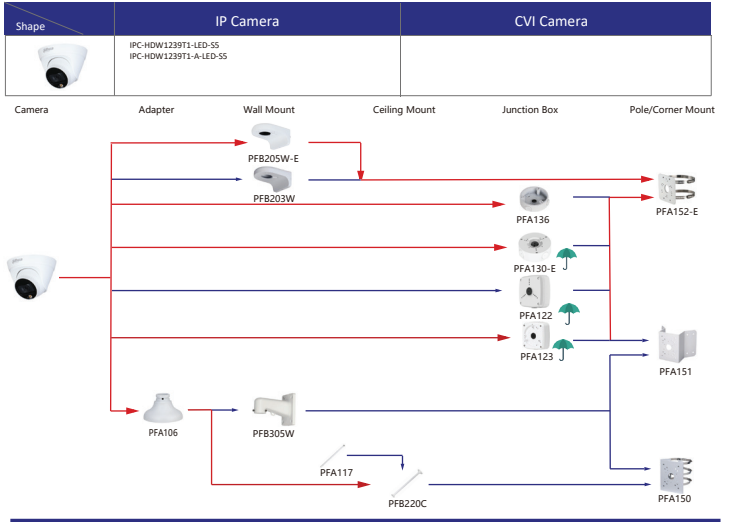 Shape
IP Camera
CVI Camera
IPC-HDW1239T1-LED-S5
IPC-HDW1239T1-A-LED-S5
Camera
Adapter
Wall Mount
Ceiling Mount
Junction Box
Pole/Corner Mount
PFB205W-E
PFB203W
PFA136
PFA152-E
PFA130-E
PFA122
PFA123
PFA151
PFA106
PFB305W
PFA117
PFB220C
PFA150